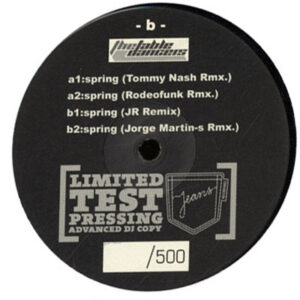 - b -
the table
dancers
a1:spring (Tommy Nash Rmx.)
a2:spring (Rodeofunk Rmx.)
b1:spring (JR Remix)
b2:spring (Jorge Martin-s Rmx.)
LIMITED
TEST
PRESSING
ADVANCED DJ COPY
jeans
/500